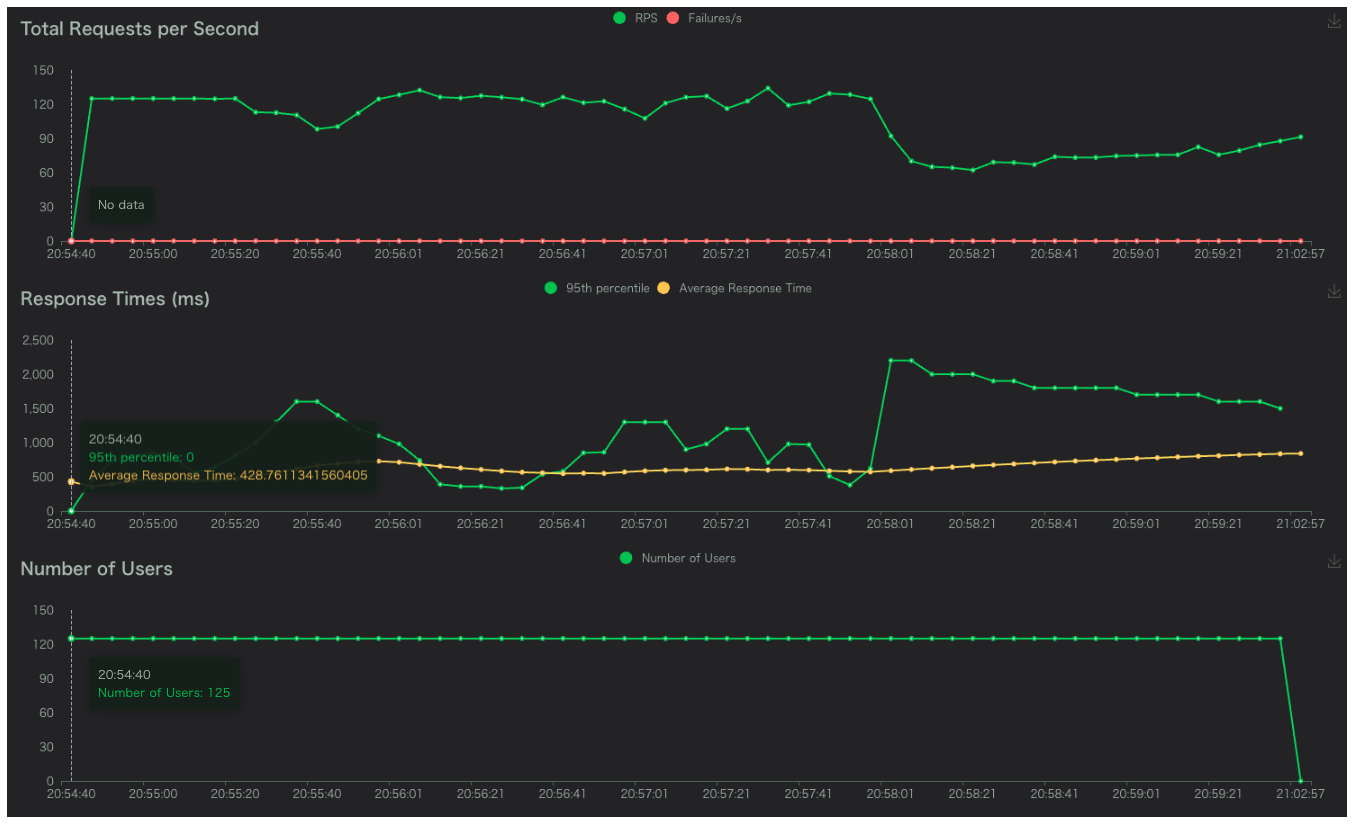 Total Requests per Second
RPS Failures/s
150
120
90
60
30
0
No data
20:54:40 20:55:00 20:55:20 20:55:40 20:56:01 20:56:21 20:56:41 20:57:01 20:57:21 20:57:41 20:58:01 20:58:21 20:58:41 20:59:01 20:59:21 21:02:57
Response Times (ms)
95th percentile Average Response Time
2,500
2,000
1,500
1,000
500
0
20:54:40
95th percentile: 0
Average Response Time: 428.7611341560405
20:54:40 20:55:00 20:55:20 20:55:40 20:56:01 20:56:21 20:56:41 20:57:01 20:57:21 20:57:41 20:58:01 20:58:21 20:58:41 20:59:01 20:59:21 21:02:57
Number of Users
Number of Users
150
120
90
60
30
0
20:54:40
Number of Users: 125
20:54:40 20:55:00 20:55:20 20:55:40 20:56:01 20:56:21 20:56:41 20:57:01 20:57:21 20:57:41 20:58:01 20:58:21 20:58:41 20:59:01 20:59:21 21:02:57